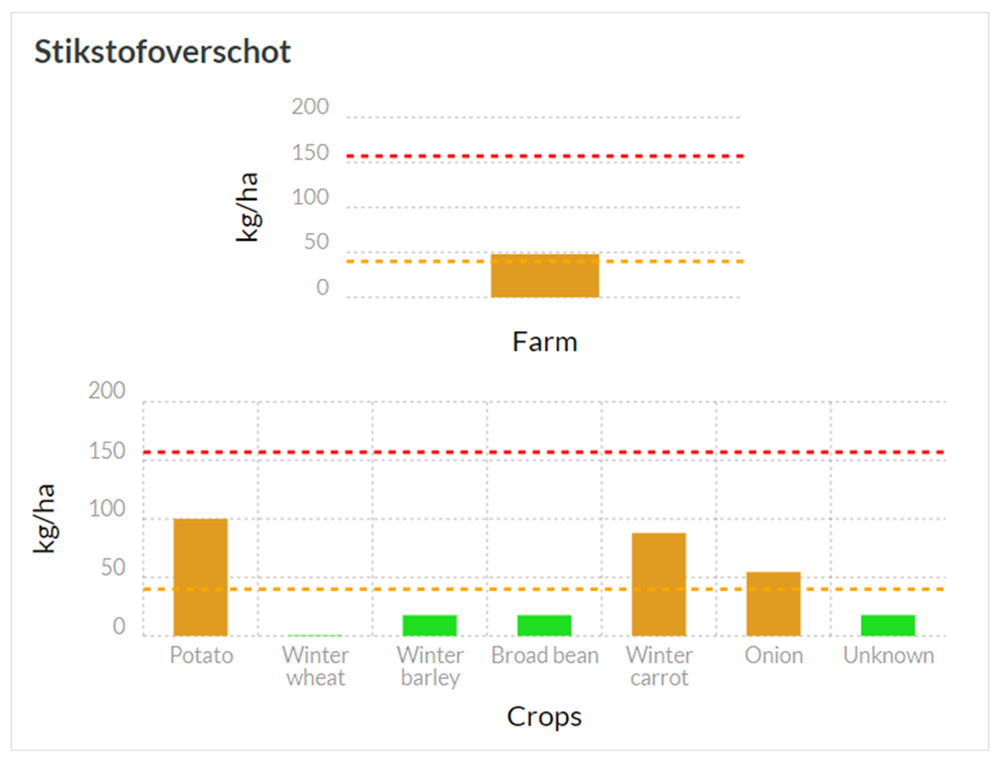 Stikstofoverschot
200
150
100
50
0
kg/ha
Farm
200
150
100
50
0
kg/ha
Potato
Winter
wheat
Winter
barley
Broad bean
Winter
carrot
Onion
Unknown
Crops